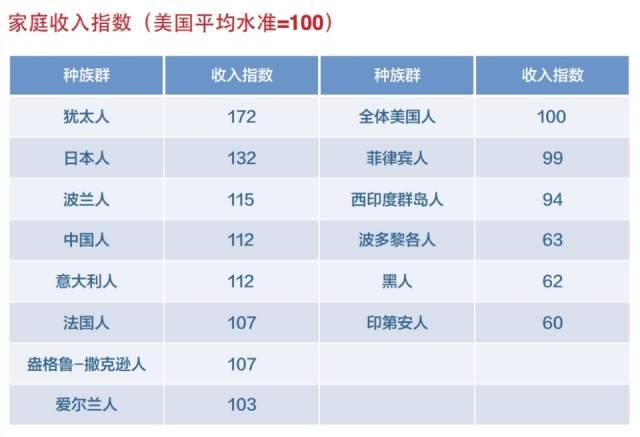 家庭收入指数（美国平均水准=100）
种族群 收入指数 种族群 收入指数
犹太人 172 全体美国人 100
日本人 132 菲律宾人 99
波兰人 115 西印度群岛人 94
中国人 112 波多黎各人 63
意大利人 112 黑人 62
法国人 107 印第安人 60
盎格鲁-撒克逊人 107
爱尔兰人 103